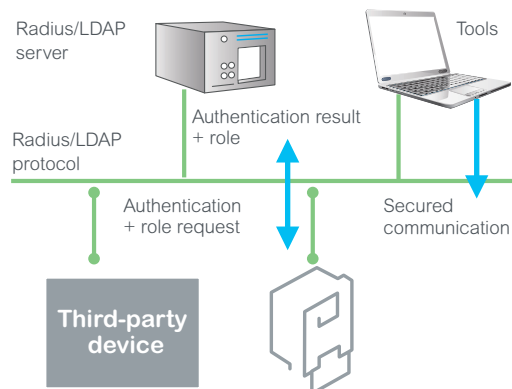 Radius/LDAP
server
Tools
Authentication result
+ role
Radius/LDAP
protocol
Authentication
+ role request
Secured
communication
Third-party
device